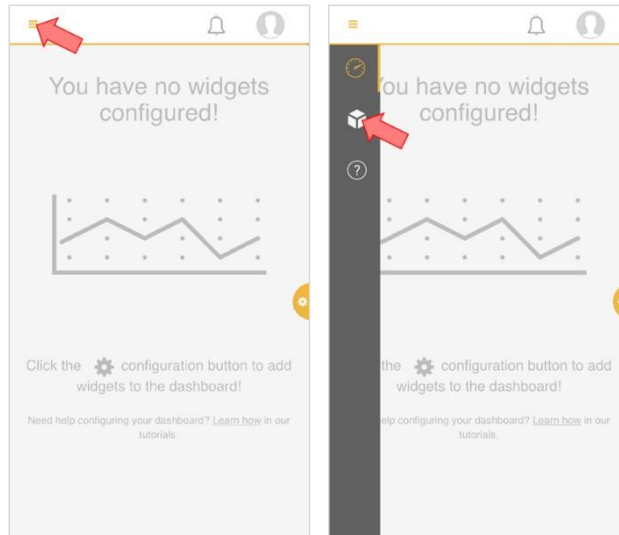 You have no widgets
configured!
Click the configuration button to add
widgets to the dashboard!
Need help configuring your dashboard? Learn how in our
tutorials.
?
You have no widgets
configured!
the configuration button to add
widgets to the dashboard!
elp configuring your dashboard? Learn how in our
tutorials.